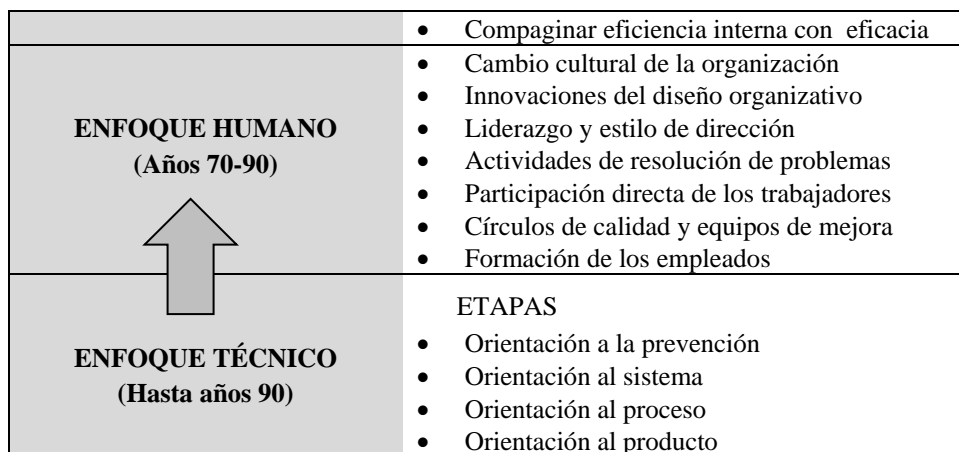 • Compaginar eficiencia interna con eficacia
ENFOQUE HUMANO
(Años 70-90)
• Cambio cultural de la organización
• Innovaciones del diseño organizativo
• Liderazgo y estilo de dirección
• Actividades de resolución de problemas
• Participación directa de los trabajadores
• Círculos de calidad y equipos de mejora
• Formación de los empleados
ENFOQUE TÉCNICO
(Hasta años 90)
ETAPAS
• Orientación a la prevención
• Orientación al sistema
• Orientación al proceso
• Orientación al producto